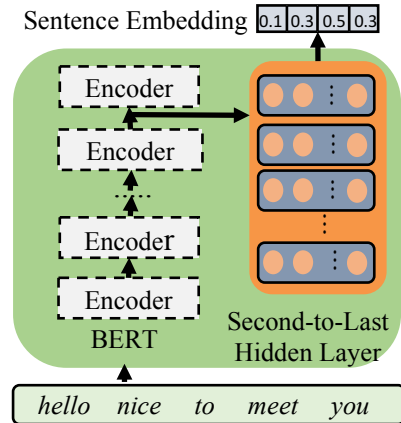 Sentence Embedding 0.1 0.3 0.5 0.3
Encoder
Encoder
Encoder
Encoder
BERT
Second-to-Last
Hidden Layer
hello nice to meet you